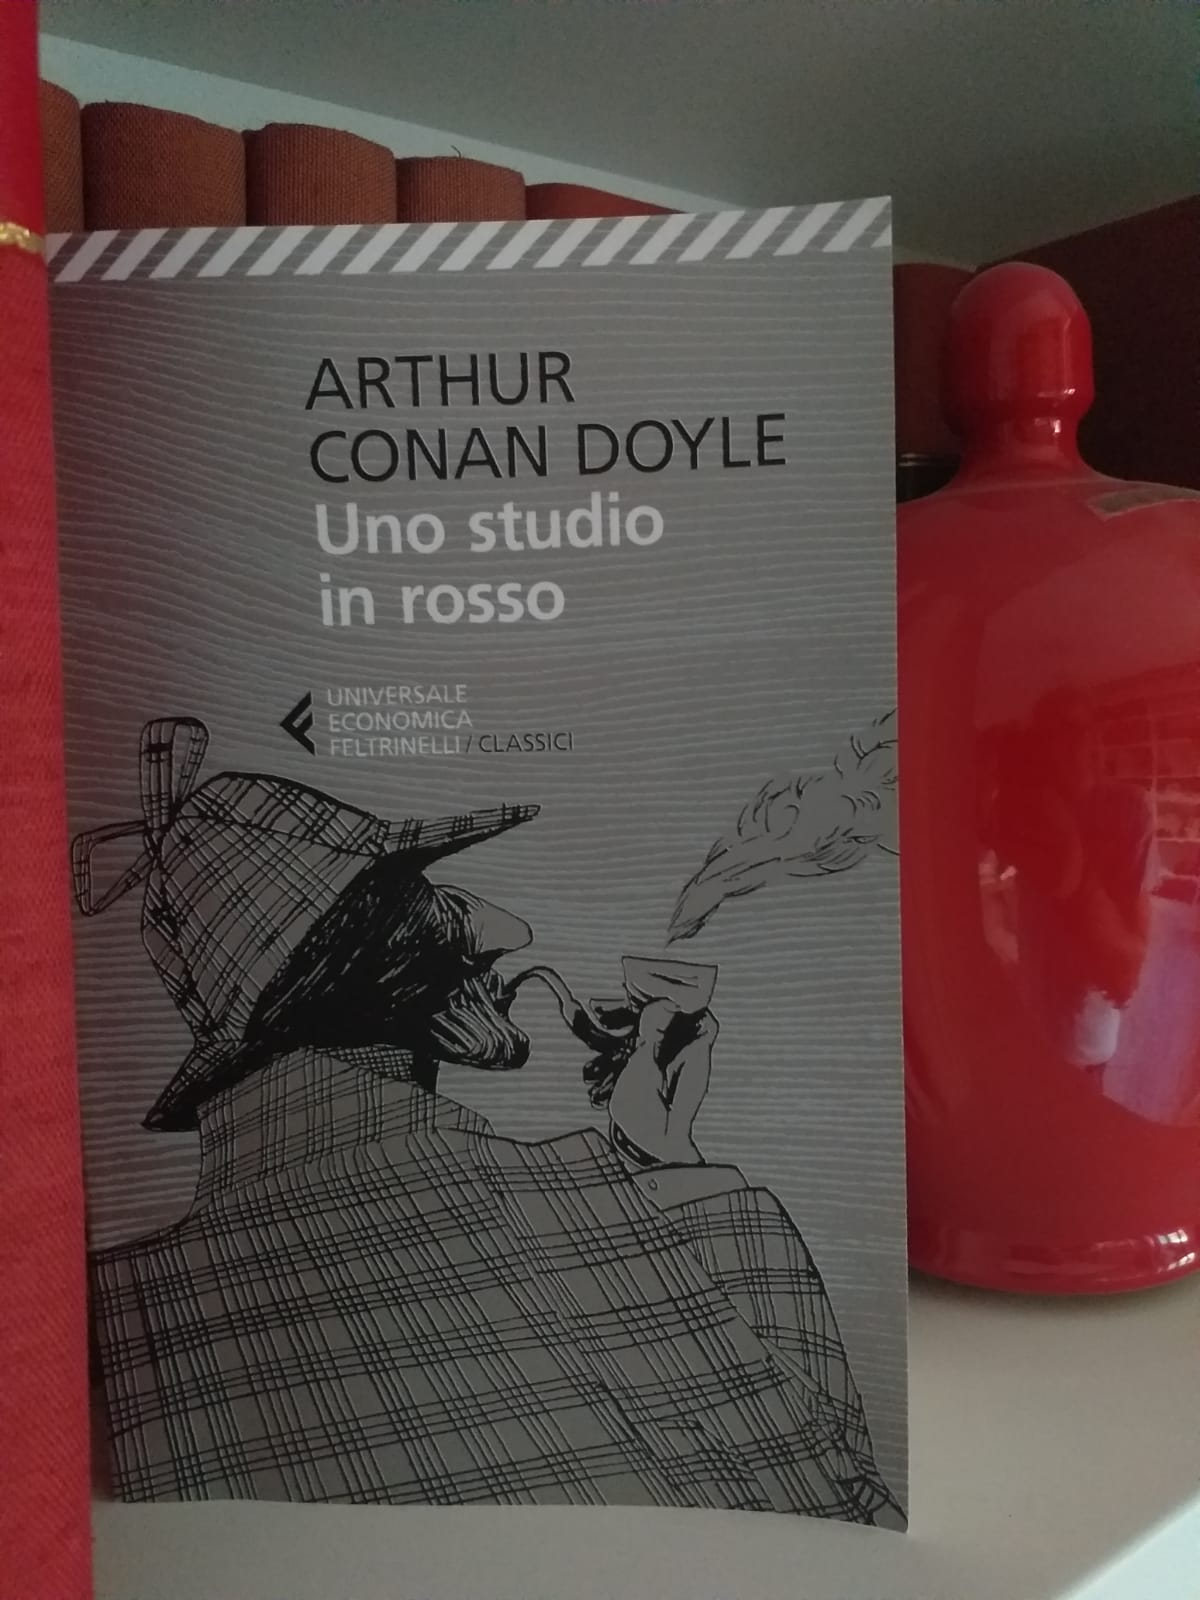 ARTHUR
CONAN DOYLE
Uno studio
in rosso
UNIVERSALE
ECONOMICA
FELTRINELLI / CLASSICI